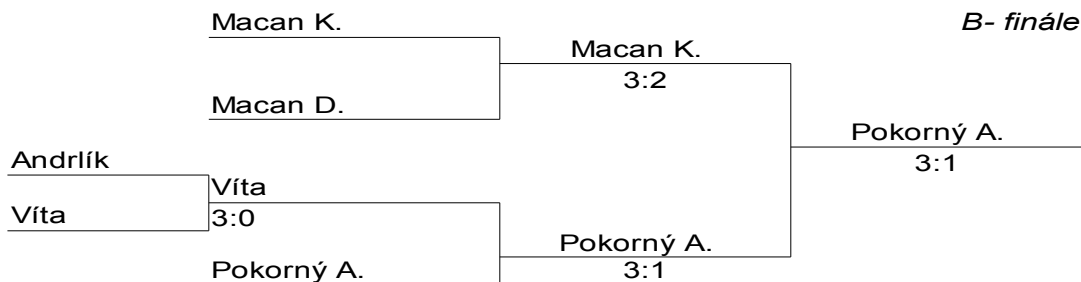 Macan K.
B- finále
Macan K.
3:2
Macan D.
Pokorný A.
3:1
Andrlík
Víta
Víta
3:0
Pokorný A.
3:1
Pokorný A.